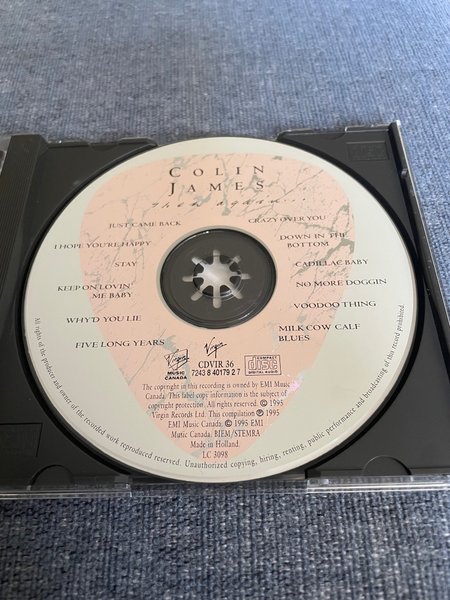 COLIN
JAMES
then again...
JUST CAME BACK
I HOPE YOU'RE HAPPY
STAY
KEEP ON LOVIN'
ME BABY
WHY'D YOU LIE
FIVE LONG YEARS
CRAZY OVER YOU
DOWN IN THE
BOTTOM
CADILLAC BABY
NO MORE DOGGIN
VOODOO THING
MILK COW CALF
BLUES
Virgin
MUSIC
CANADA
Virgin
CDVIR 36
7243 8 40179 2 7
COMPACT
disc
DIGITAL AUDIO
The copyright in this recording is owned by EMI Music
Canada. This label copy information is the subject of
copyright protection. All rights reserved. © 1995
Virgin Records Ltd. This compilation ℗ 1995
EMI Music Canada. © 1995 EMI
Music Canada. BIEM/STEMRA
Made in Holland.
LC 3098
All rights of the producer and of the owner of the recorded work reproduced reserved. Unauthorized copying, hiring, renting, public performance and broadcasting of this record prohibited.